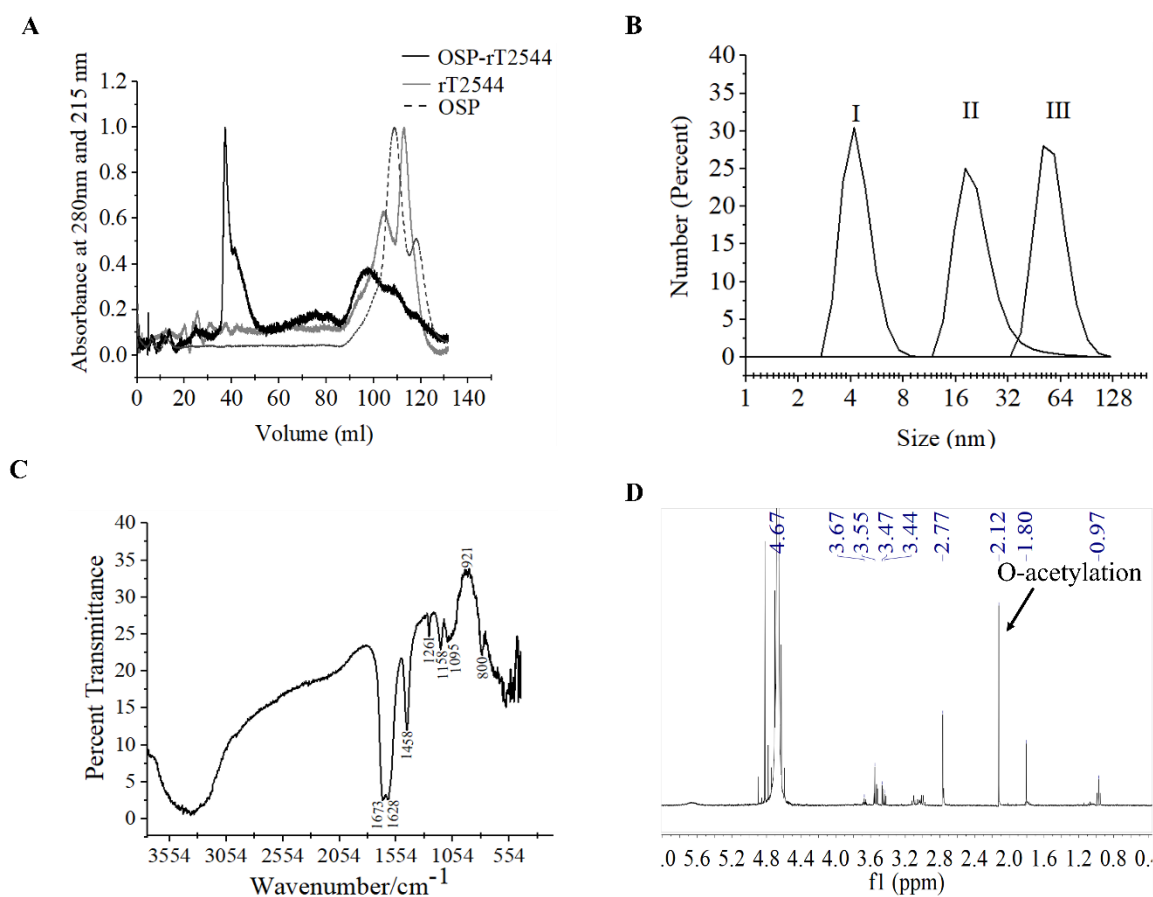 A
OSP-rT2544
rT2544
OSP
1.2
1.0
0.8
0.6
0.4
0.2
0.0
0 20 40 60 80 100 120 140
Absorbance at 280nm and 215 nm
Volume (ml)
B
40
35
30
25
20
15
10
5
0
I II III
1 2 4 8 16 32 64 128
Number (Percent)
Size (nm)
C
40
35
30
25
20
15
10
5
0
1673
1628
1458
1261
1158
1095
921
800
3554 3054 2554 2054 1554 1054 554
Percent Transmittance
Wavenumber/cm-1
D
4.67 3.67 3.55 3.47 3.44 -2.77 -2.12 -1.80 -0.97
O-acetylation
.0 5.6 5.2 4.8 4.4 4.0 3.6 3.2 2.8 2.4 2.0 1.6 1.2 0.8 0.4
f1 (ppm)